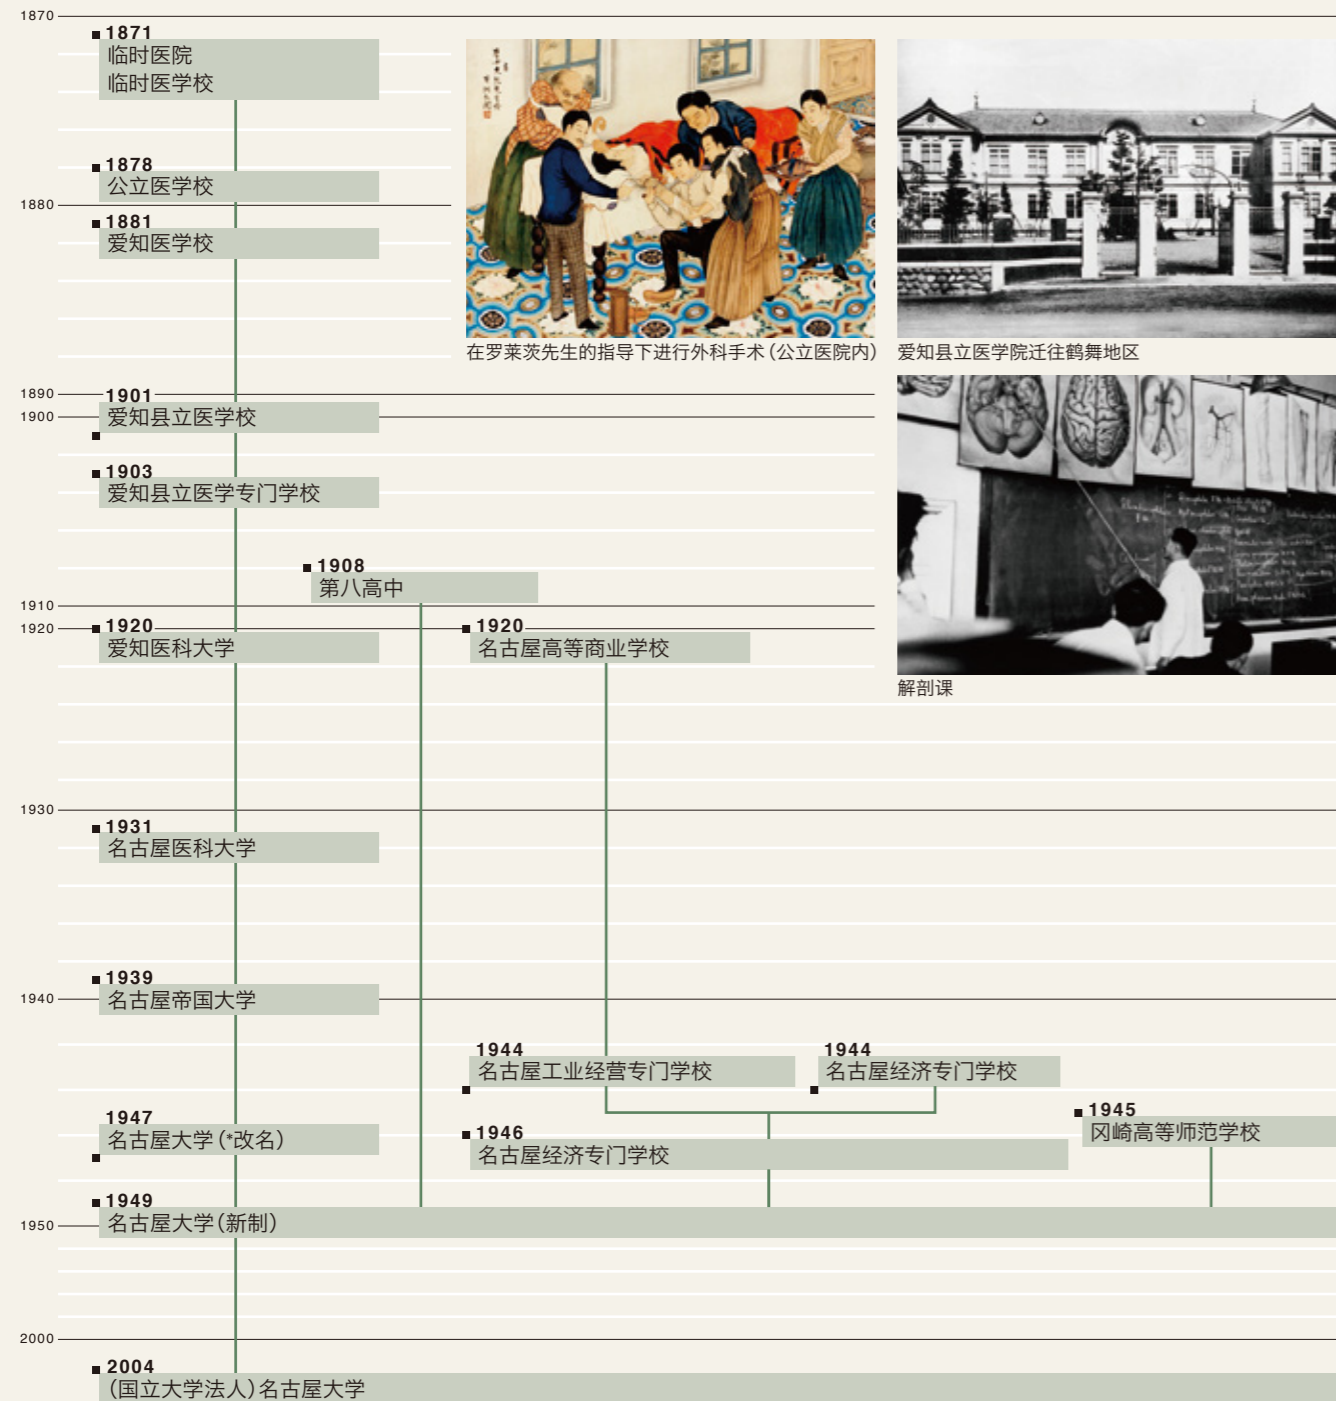 1870
1871
临时医院
临时医学校
1878
公立医学校
1880
1881
爱知医学校
在罗莱茨先生的指导下进行外科手术（公立医院内）
爱知县立医学院迁往鹤舞地区
1890
1900
1901
爱知县立医学校
1903
爱知县立医学专门学校
1908
第八高中
1910
1920
1920
爱知医科大学
1920
名古屋高等商业学校
解剖课
1930
1931
名古屋医科大学
1939
名古屋帝国大学
1940
1944
名古屋工业经营专门学校
1944
名古屋经济专门学校
1945
冈崎高等师范学校
1947
名古屋大学（*改名）
1946
名古屋经济专门学校
1949
名古屋大学（新制）
1950
2000
2004
（国立大学法人）名古屋大学